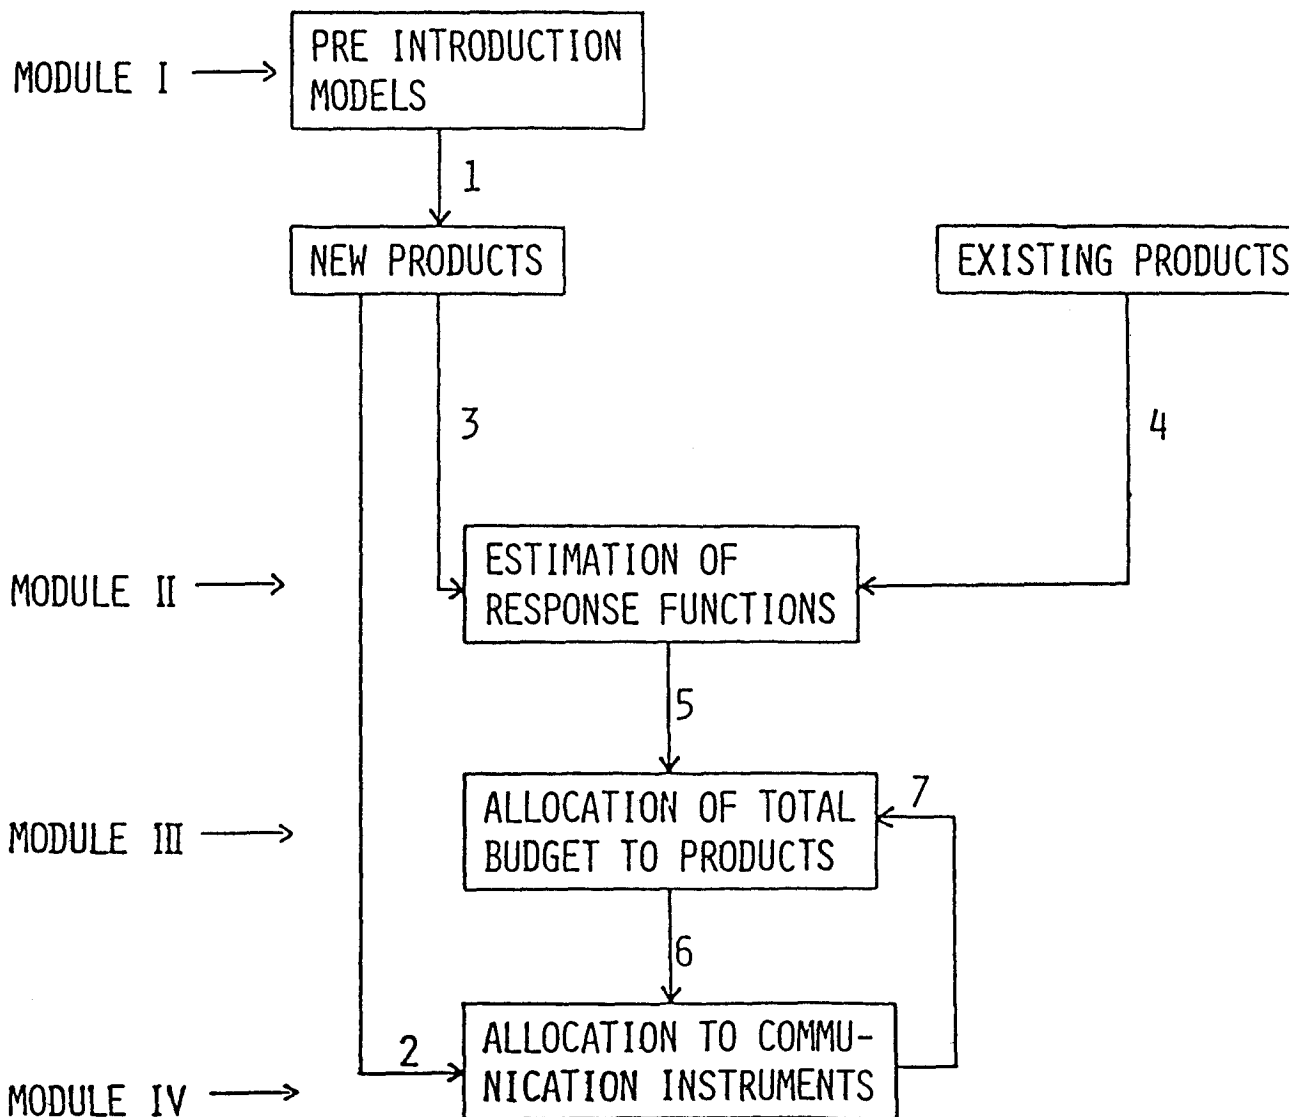 PRE INTRODUCTION
MODELS
MODULE I
1
NEW PRODUCTS
EXISTING PRODUCTS
3
4
ESTIMATION OF
RESPONSE FUNCTIONS
MODULE II
5
ALLOCATION OF TOTAL
BUDGET TO PRODUCTS
7
MODULE III
6
ALLOCATION TO COMMU-
NICATION INSTRUMENTS
2
MODULE IV